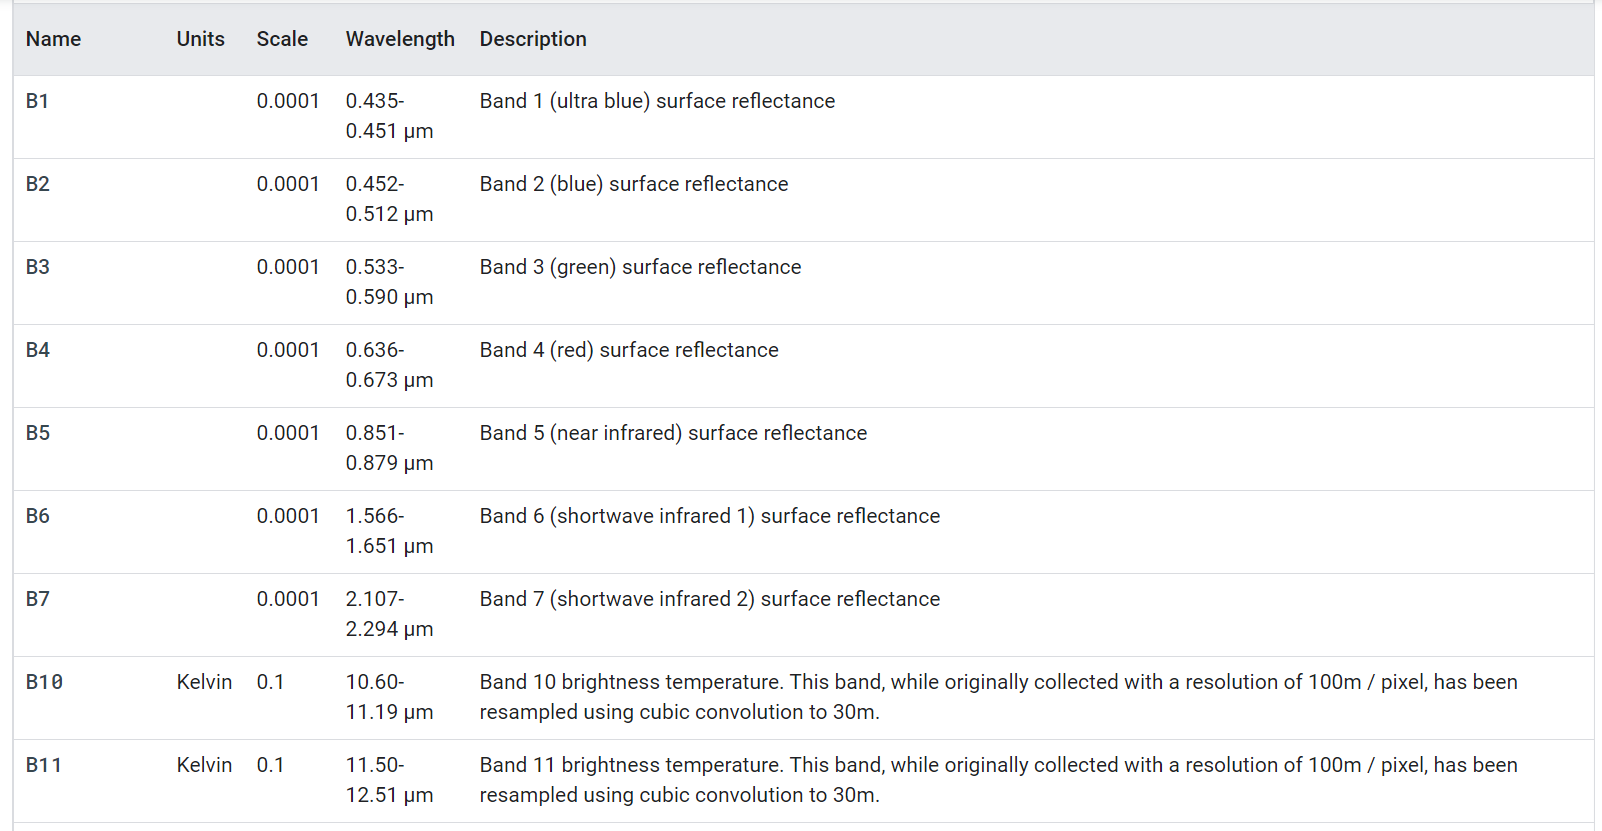 Name Units Scale Wavelength Description
B1 0.0001 0.435- Band 1 (ultra blue) surface reflectance
0.451 μm
B2 0.0001 0.452- Band 2 (blue) surface reflectance
0.512 μm
B3 0.0001 0.533- Band 3 (green) surface reflectance
0.590 μm
B4 0.0001 0.636- Band 4 (red) surface reflectance
0.673 μm
B5 0.0001 0.851- Band 5 (near infrared) surface reflectance
0.879 μm
B6 0.0001 1.566- Band 6 (shortwave infrared 1) surface reflectance
1.651 μm
B7 0.0001 2.107- Band 7 (shortwave infrared 2) surface reflectance
2.294 μm
B10 Kelvin 0.1 10.60- Band 10 brightness temperature. This band, while originally collected with a resolution of 100m / pixel, has been
11.19 μm resampled using cubic convolution to 30m.
B11 Kelvin 0.1 11.50- Band 11 brightness temperature. This band, while originally collected with a resolution of 100m / pixel, has been
12.51 μm resampled using cubic convolution to 30m.